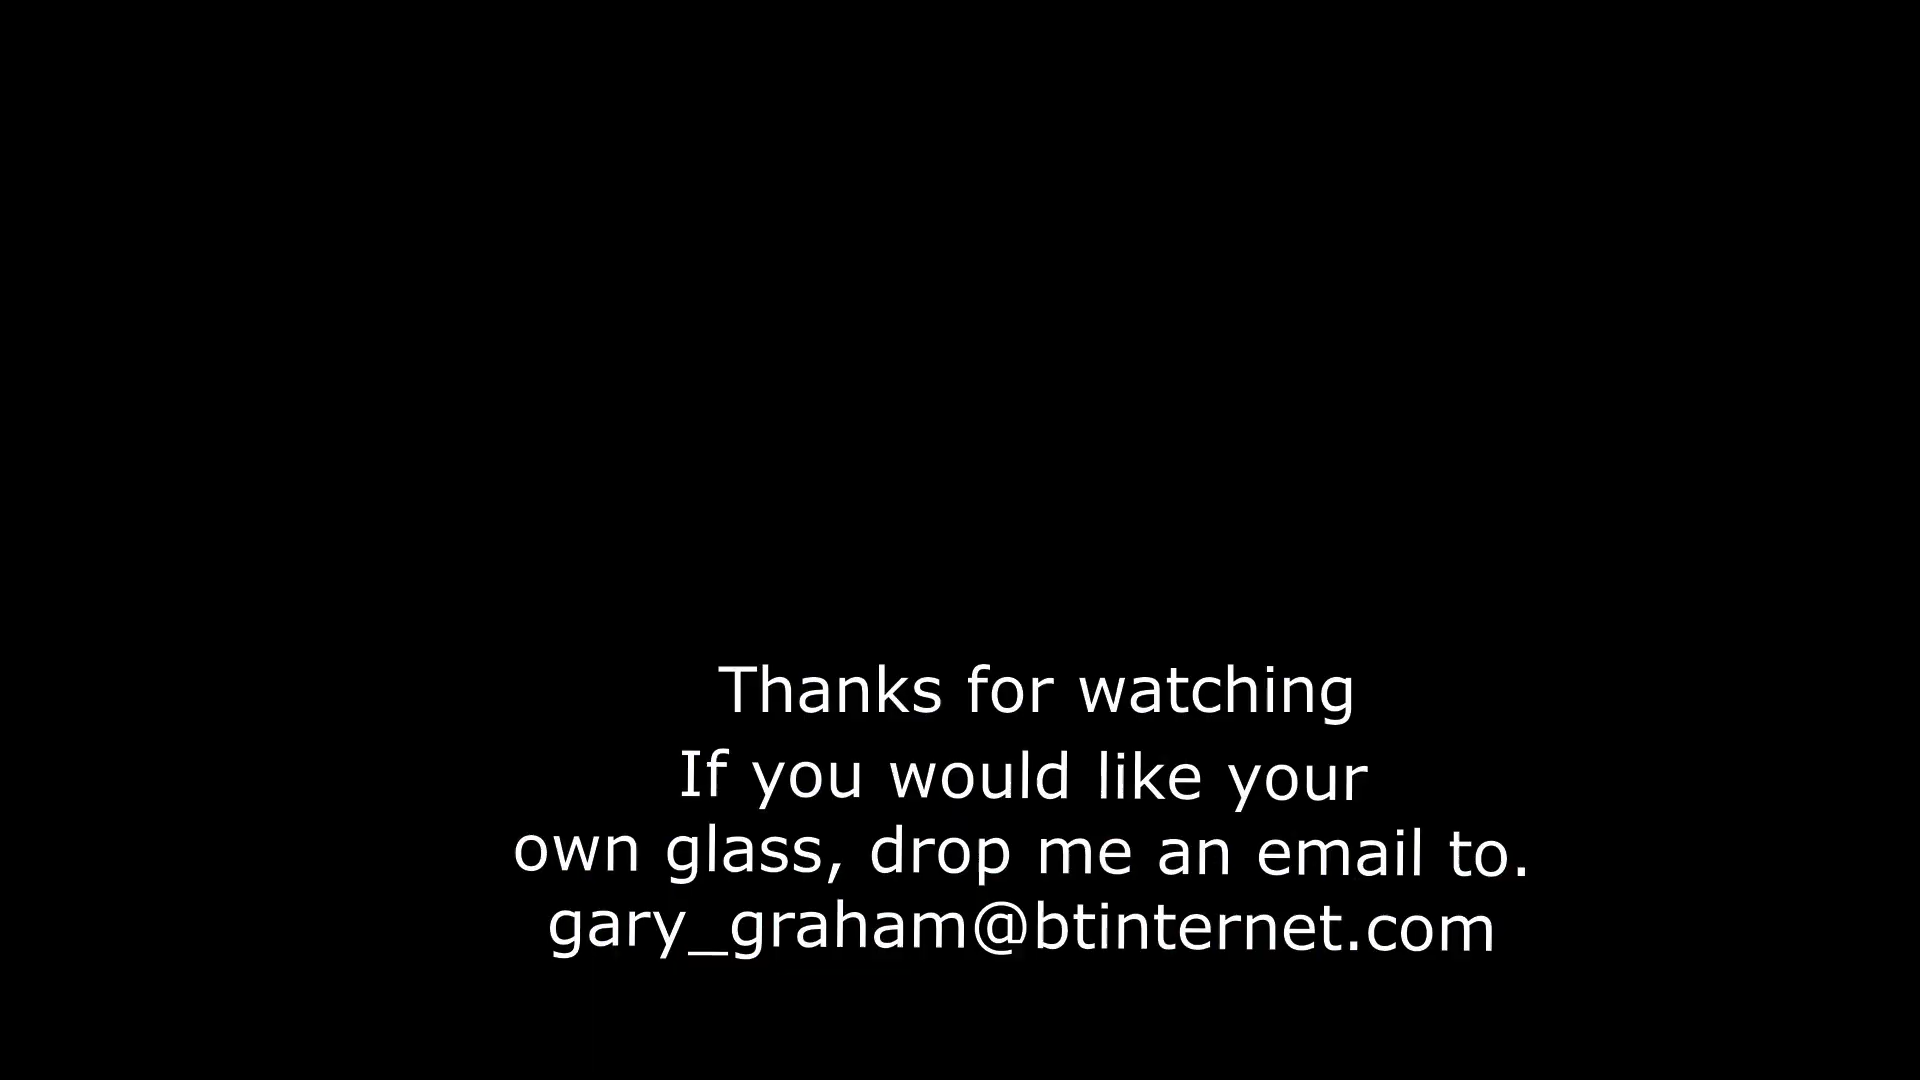 Thanks for watching
If you would like your
own glass, drop me an email to.
gary_graham@btinternet.com